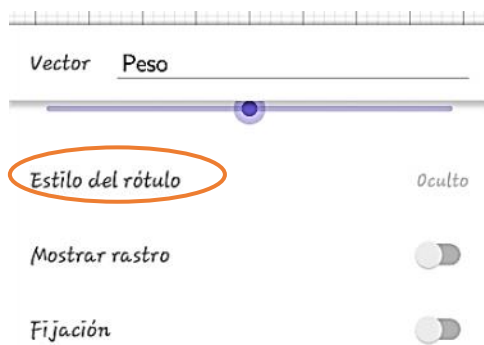 Vector Peso
Estilo del rótulo Oculto
Mostrar rastro
Fijación